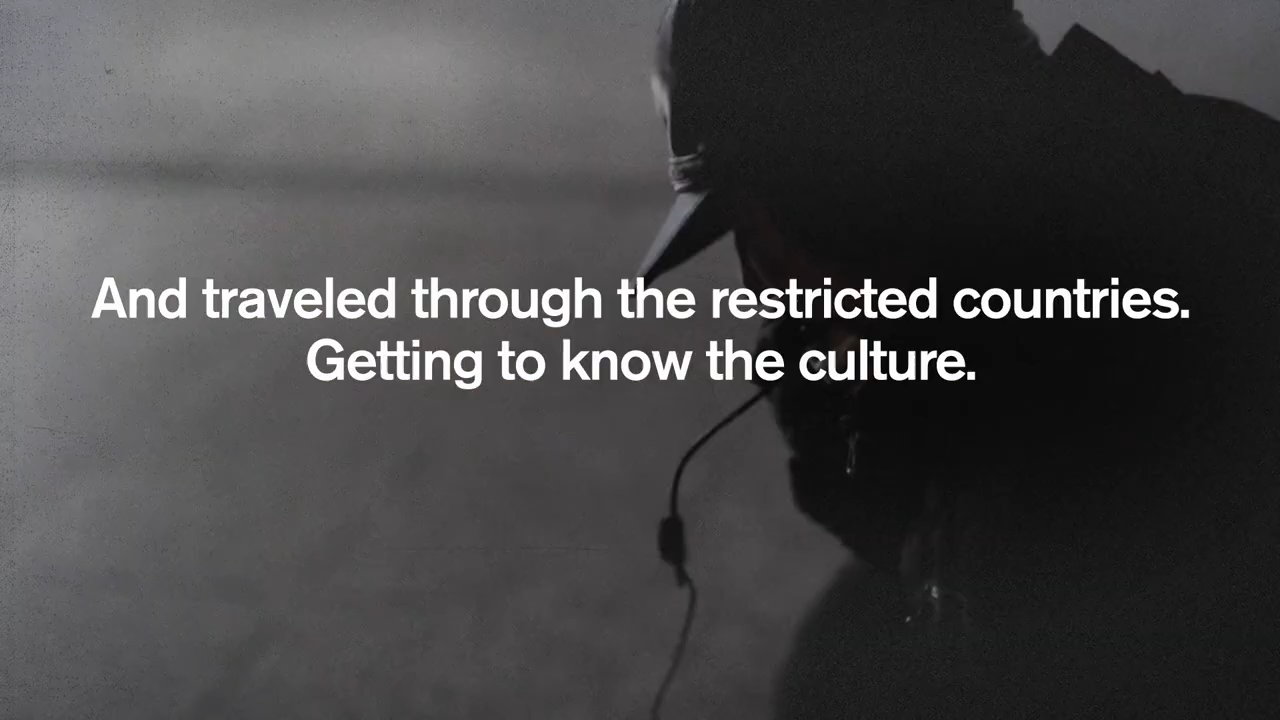 And traveled through the restricted countries.
Getting to know the culture.